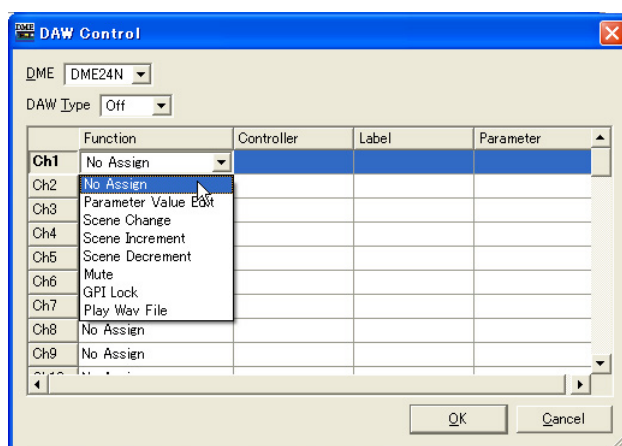 DME DAW Control
DME DME24N
DAW Type Off
Function Controller Label Parameter
Ch1 No Assign
Ch2 No Assign
Ch3 Parameter Value Edit
Ch4 Scene Change
Ch5 Scene Increment
Scene Decrement
Ch6 Mute
GPI Lock
Ch7 Play Wav File
Ch8 No Assign
Ch9 No Assign
OK Cancel